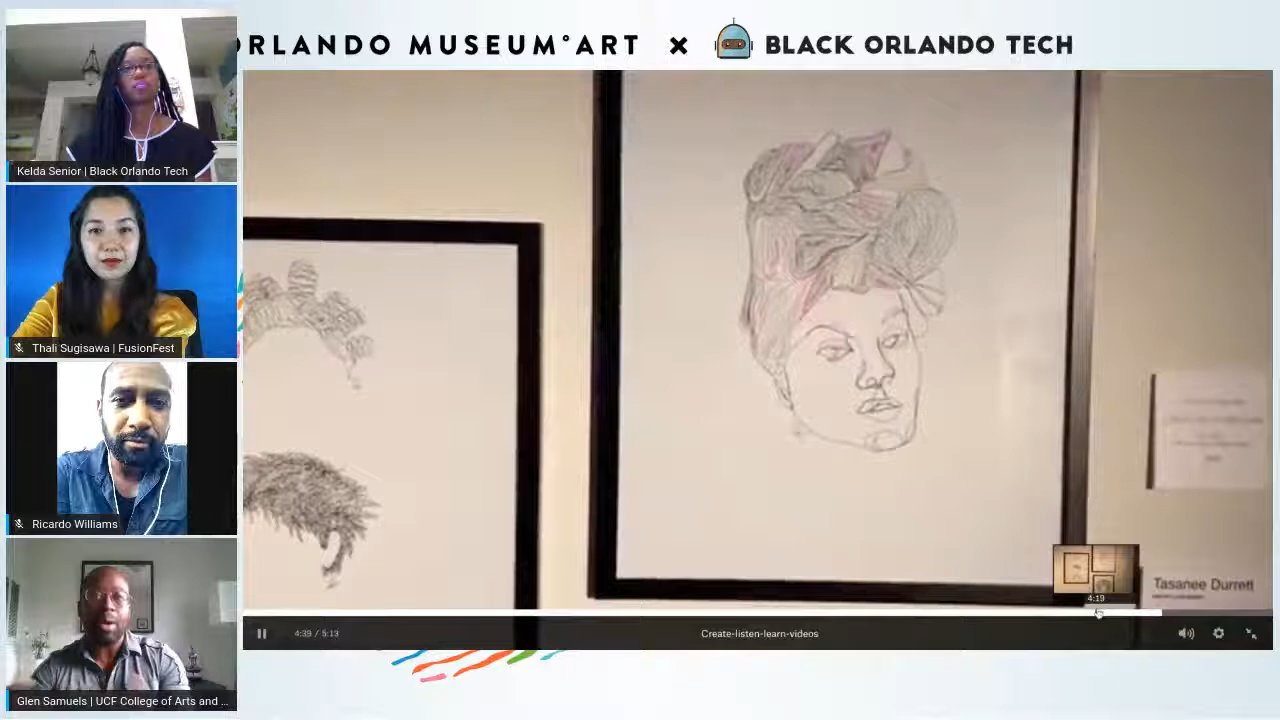 RLANDO MUSEUM°ART × BLACK ORLANDO TECH
Kelda Senior | Black Orlando Tech
Thali Sugisawa | FusionFest
Ricardo Williams
Glen Samuels | UCF College of Arts and ...
Tasanee Durrett
4:19
4:39 / 5:13
Create-listen-learn-videos